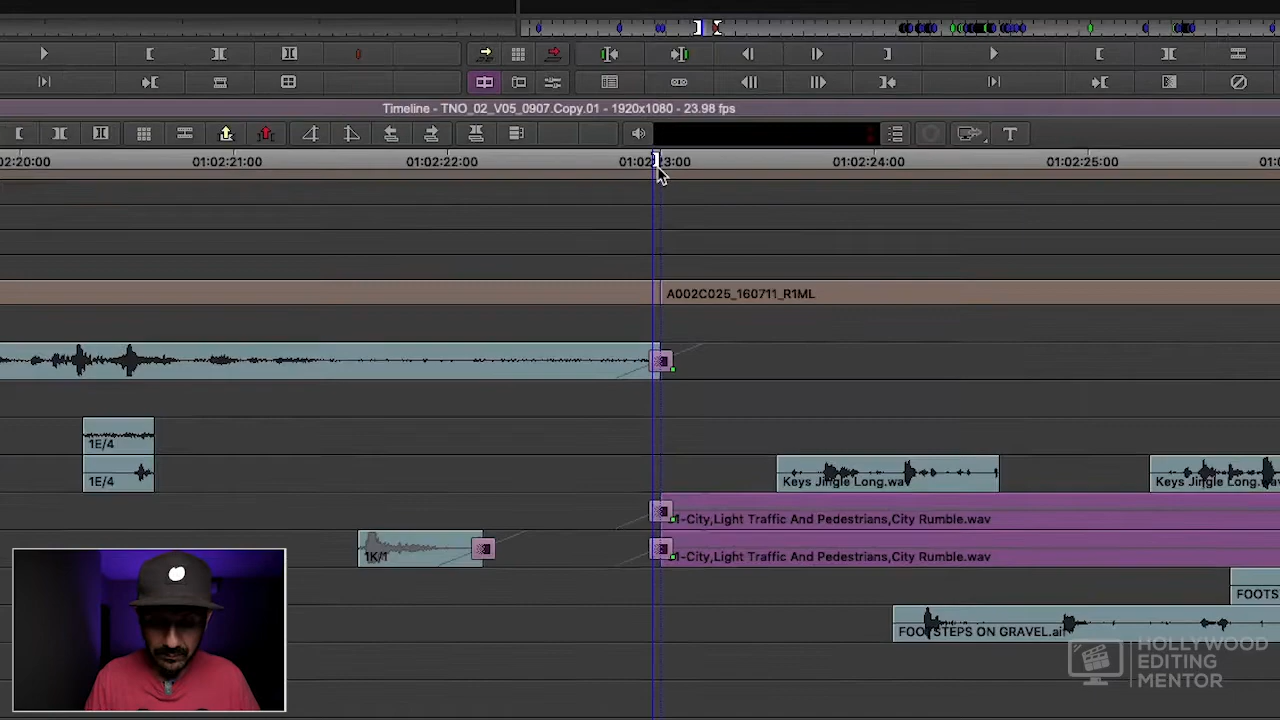 Timeline - TNO_02_V05_0907.Copy.01 - 1920x1080 - 23.98 fps
T
02:20:00 01:02:21:00 01:02:22:00 01:02:23:00 01:02:24:00 01:02:25:00 01:0
A002C025_160711_R1ML
1E/4
1E/4
Keys Jingle Long.wav
Keys Jingle Long.wav
1-City,Light Traffic And Pedestrians,City Rumble.wav
1K/1
1-City,Light Traffic And Pedestrians,City Rumble.wav
FOOTS
FOOTSTEPS ON GRAVEL.aif
HOLLYWOOD
EDITING
MENTOR